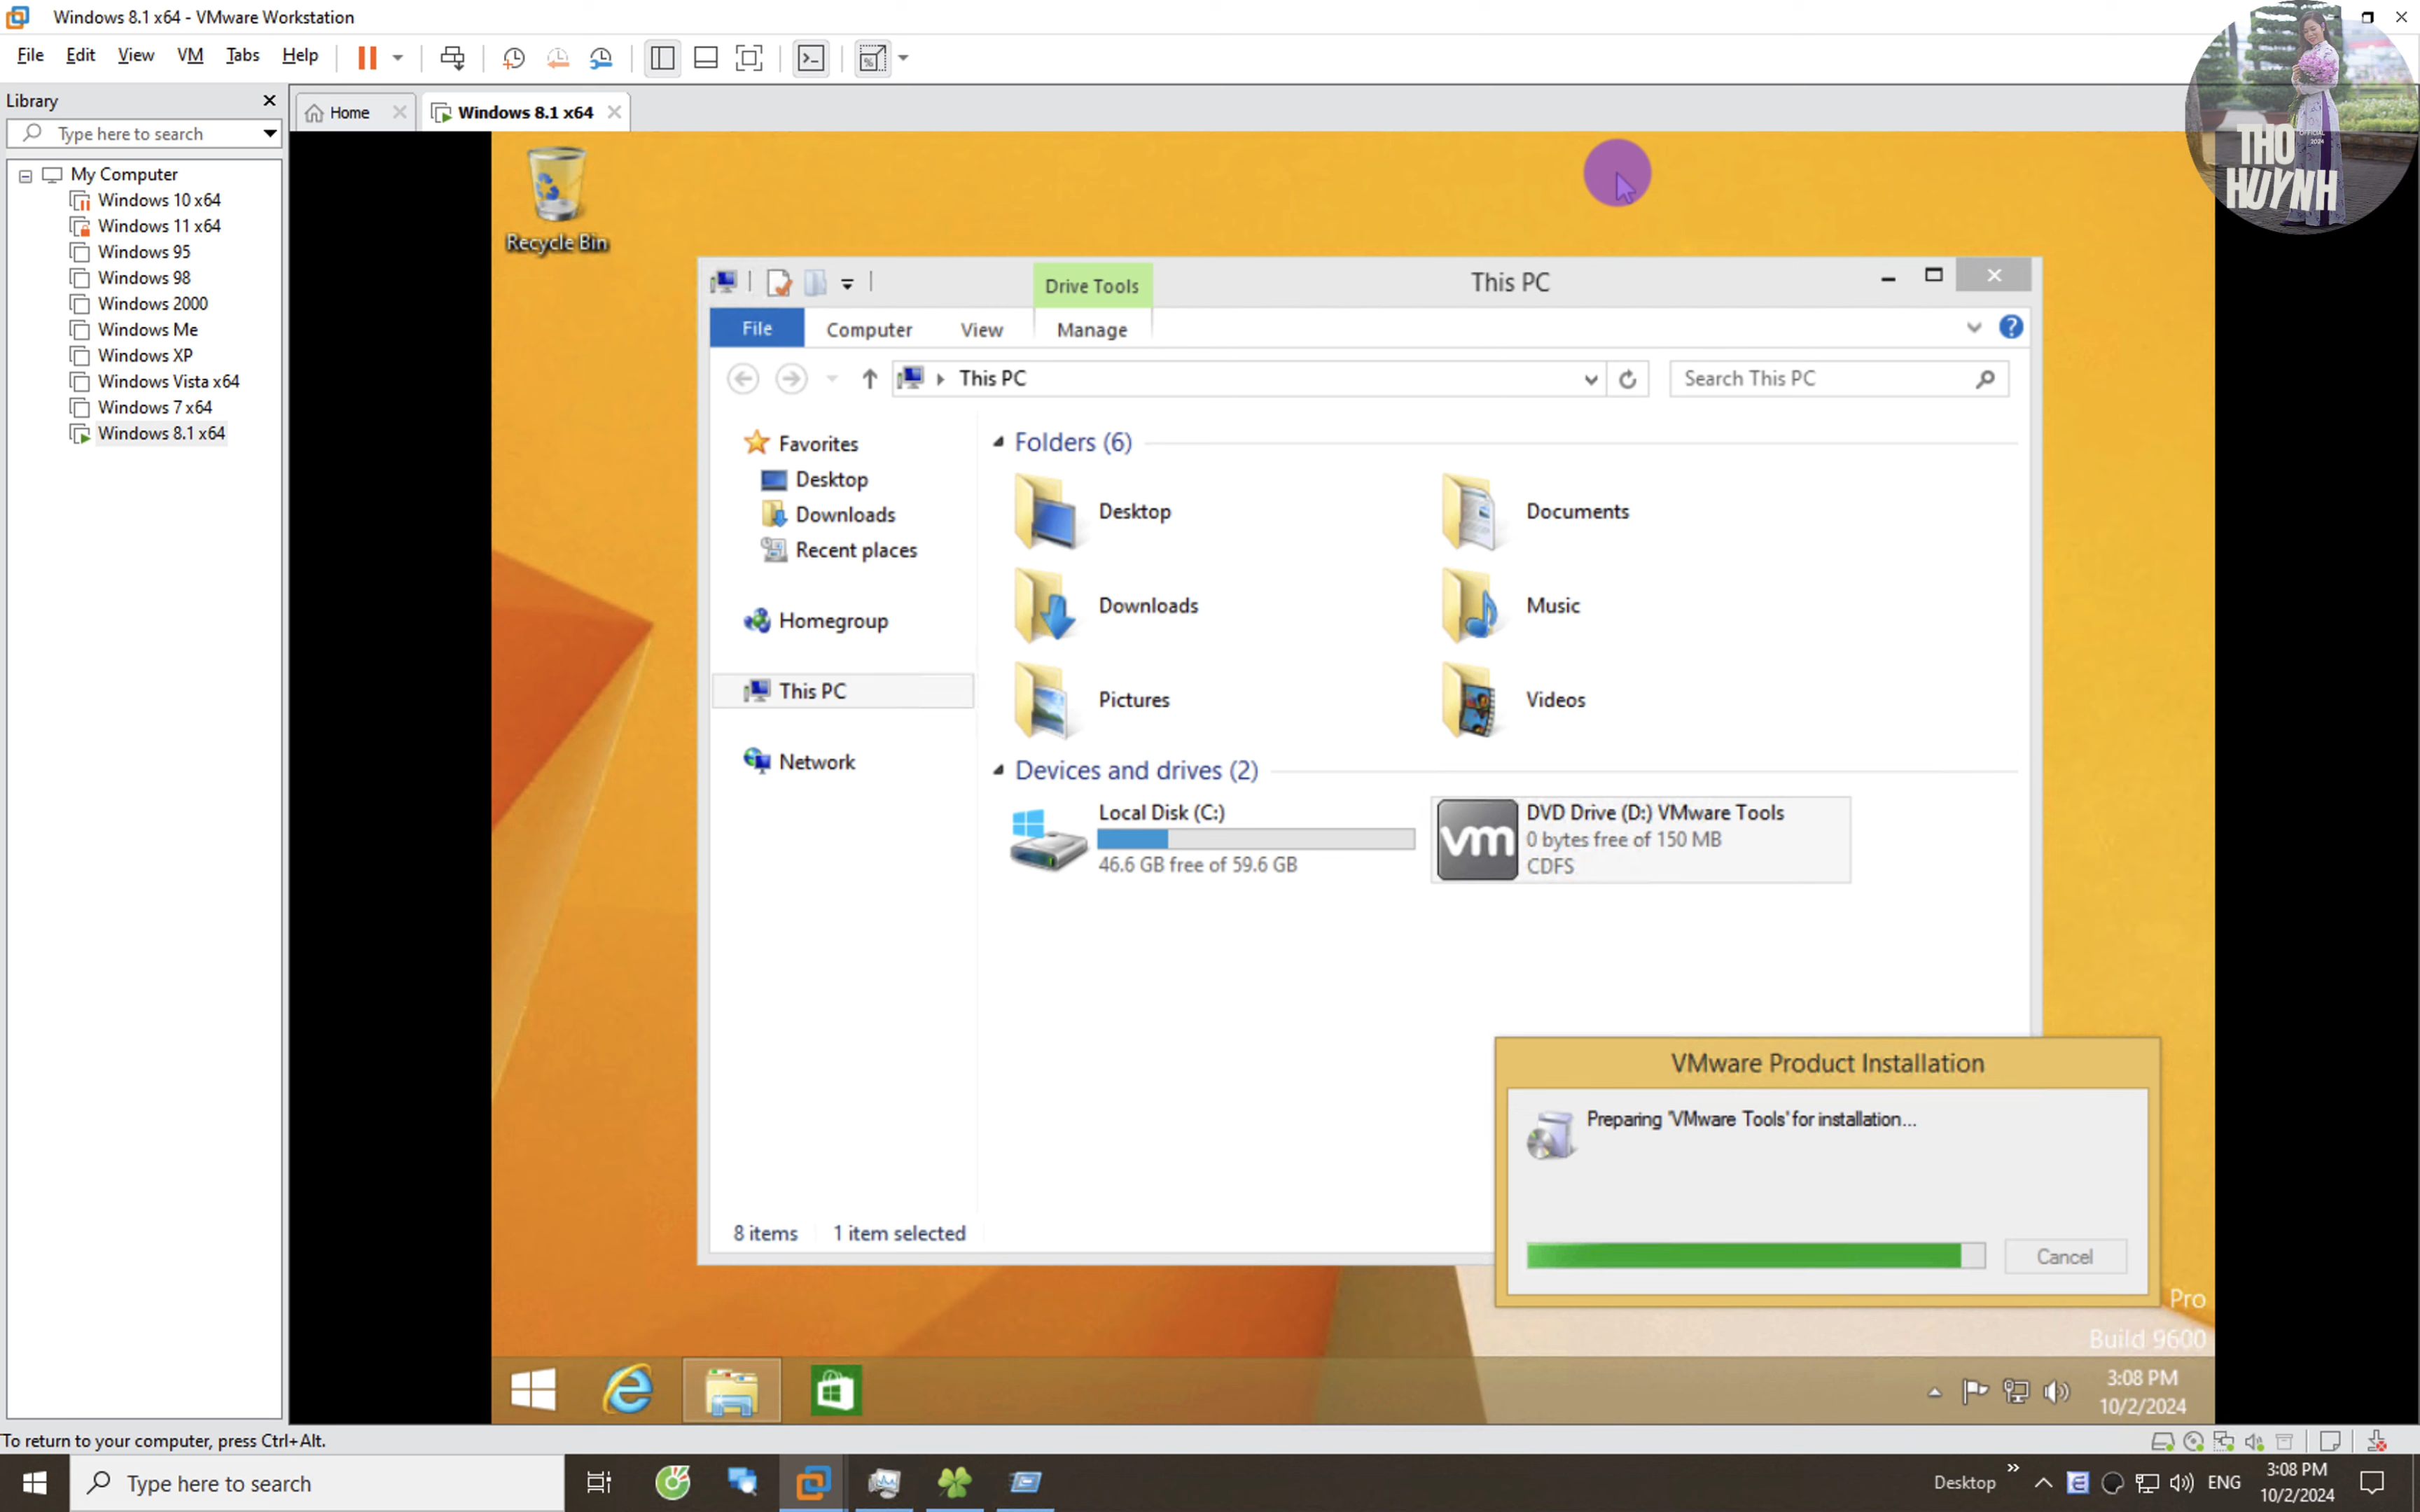 Windows 8.1 x64 - VMware Workstation
File Edit View VM Tabs Help
THO
OFFICIAL
2024
HUYNH
Library
Home
Windows 8.1 x64
Type here to search
My Computer
Windows 10 x64
Windows 11 x64
Windows 95
Windows 98
Windows 2000
Windows Me
Windows XP
Windows Vista x64
Windows 7 x64
Windows 8.1 x64
Recycle Bin
Drive Tools
This PC
File Computer View Manage
This PC
Search This PC
Favorites
Desktop
Downloads
Recent places
Homegroup
This PC
Network
Folders (6)
Desktop
Documents
Downloads
Music
Pictures
Videos
Devices and drives (2)
Local Disk (C:)
46.6 GB free of 59.6 GB
vm
DVD Drive (D:) VMware Tools
0 bytes free of 150 MB
CDFS
8 items 1 item selected
VMware Product Installation
Preparing 'VMware Tools' for installation...
Cancel
Pro
Build 9600
3:08 PM
10/2/2024
To return to your computer, press Ctrl+Alt.
Type here to search
Desktop
ENG
3:08 PM
10/2/2024